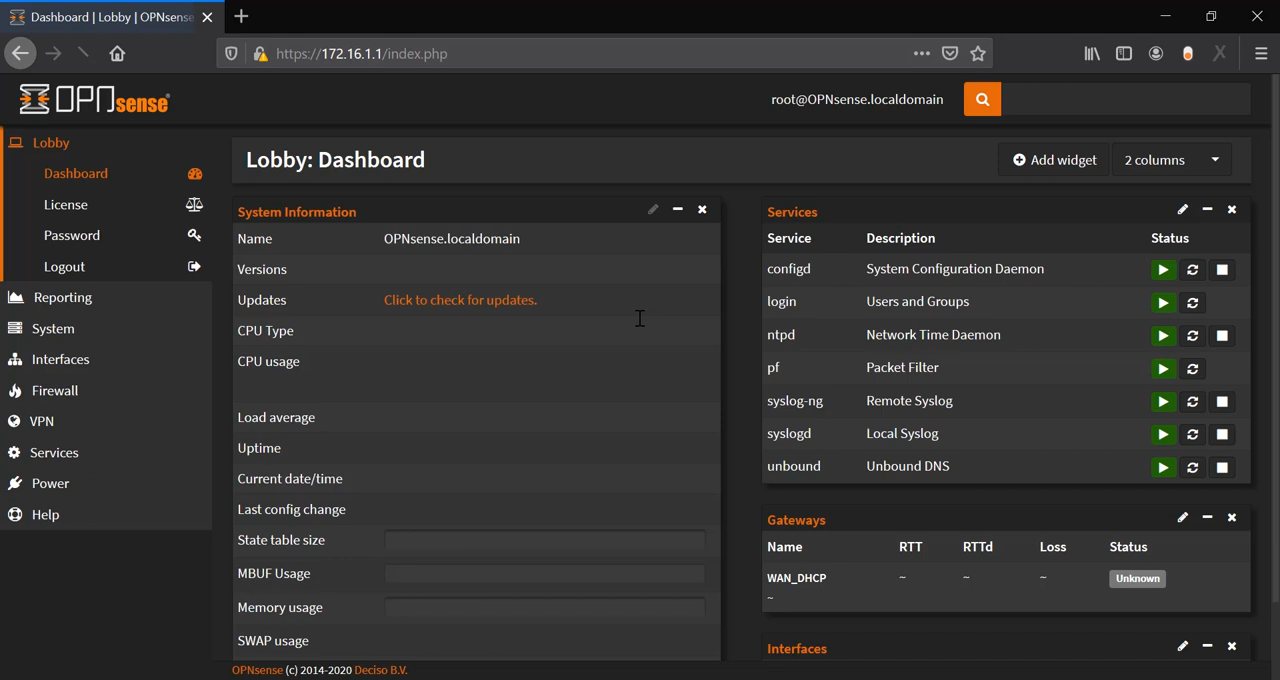 Dashboard | Lobby | OPNsense
https://172.16.1.1/index.php
OPNsense
root@OPNsense.localdomain
Lobby
Dashboard
License
Password
Logout
Reporting
System
Interfaces
Firewall
VPN
Services
Power
Help
Lobby: Dashboard
Add widget
2 columns
System Information
Name OPNsense.localdomain
Versions
Updates Click to check for updates.
CPU Type
CPU usage
Load average
Uptime
Current date/time
Last config change
State table size
MBUF Usage
Memory usage
SWAP usage
Services
Service Description Status
configd System Configuration Daemon
login Users and Groups
ntpd Network Time Daemon
pf Packet Filter
syslog-ng Remote Syslog
syslogd Local Syslog
unbound Unbound DNS
Gateways
Name RTT RTTd Loss Status
WAN_DHCP ~ ~ ~ Unknown
~
Interfaces
OPNsense (c) 2014-2020 Deciso B.V.